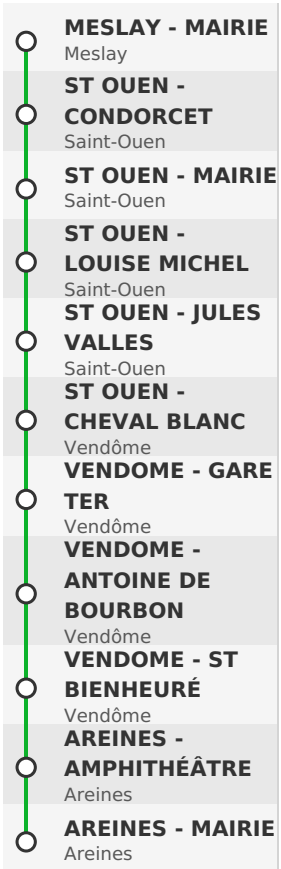 MESLAY - MAIRIE
Meslay
ST OUEN -
CONDORCET
Saint-Ouen
ST OUEN - MAIRIE
Saint-Ouen
ST OUEN -
LOUISE MICHEL
Saint-Ouen
ST OUEN - JULES
VALLES
Saint-Ouen
ST OUEN -
CHEVAL BLANC
Vendôme
VENDOME - GARE
TER
Vendôme
VENDOME -
ANTOINE DE
BOURBON
Vendôme
VENDOME - ST
BIENHEURÉ
Vendôme
AREINES -
AMPHITHÉÂTRE
Areines
AREINES - MAIRIE
Areines